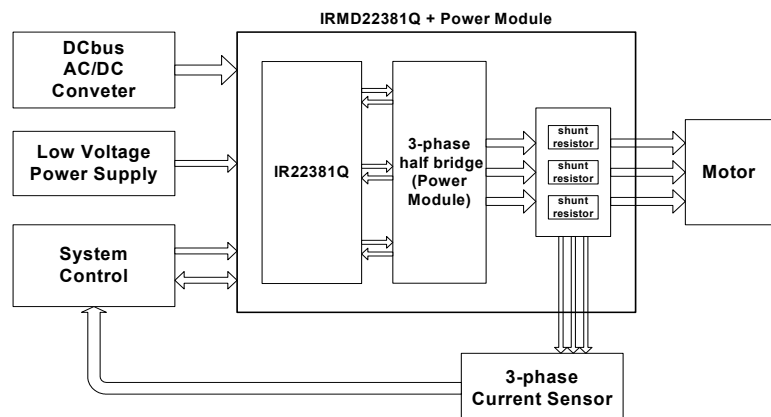 IRMD22381Q + Power Module
DCbus
AC/DC
Conveter
Low Voltage
Power Supply
System
Control
IR22381Q
3-phase
half bridge
(Power
Module)
shunt
resistor
shunt
resistor
shunt
resistor
Motor
3-phase
Current Sensor